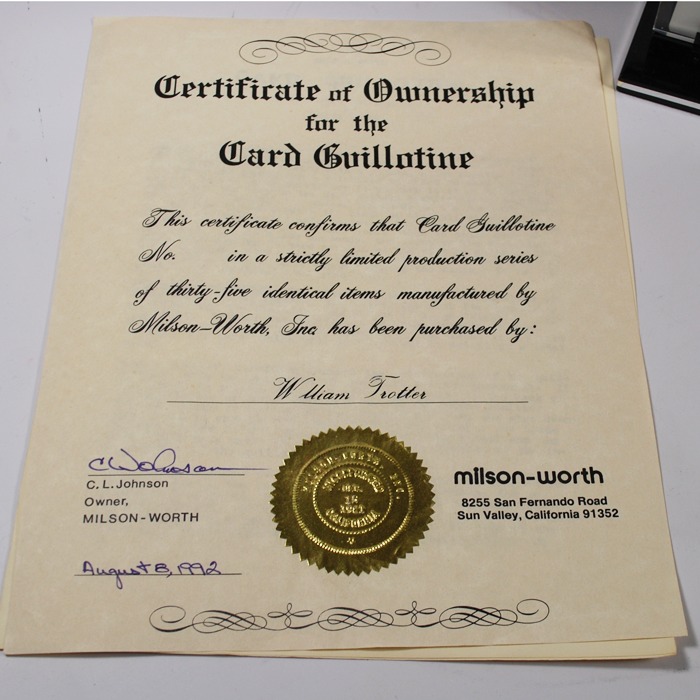 Certificate of Ownership
for the
Card Guillotine
This certificate confirms that Card Guillotine
No. in a strictly limited production series
of thirty-five identical items manufactured by
Milson-Worth, Inc. has been purchased by:
William Trotter
C. L. Johnson
Owner,
MILSON-WORTH
August 8, 1992
milson-worth
8255 San Fernando Road
Sun Valley, California 91352
INC.
CALIFORNIA